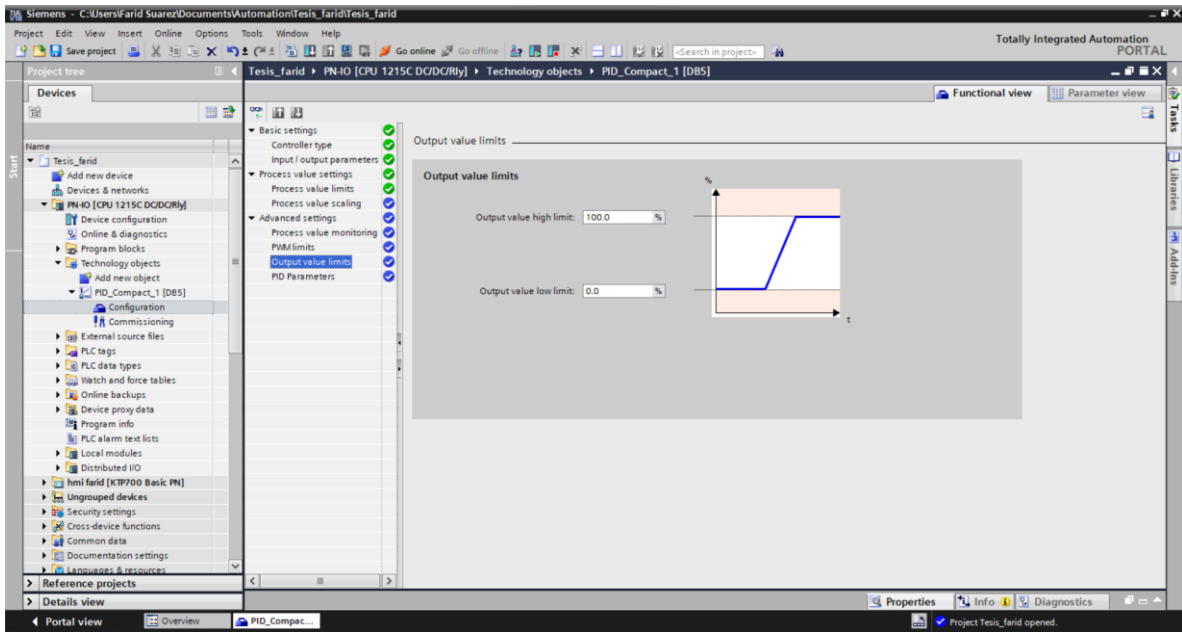 Siemens - C:\Users\Farid Suarez\Documents\Automation\Tesis_farid\Tesis_farid
Project Edit View Insert Online Options Tools Window Help
Totally Integrated Automation
PORTAL
Save project
Go online
Go offline
<Search in project>
Project tree
Tesis_farid
PN-IO [CPU 1215C DC/DC/Rly]
Technology objects
PID_Compact_1 [DB5]
Devices
Functional view
Parameter view
Name
Tesis_farid
Add new device
Devices & networks
PN-IO [CPU 1215C DC/DC/Rly]
Device configuration
Online & diagnostics
Program blocks
Technology objects
Add new object
PID_Compact_1 [DB5]
Configuration
Commissioning
External source files
PLC tags
PLC data types
Watch and force tables
Online backups
Device proxy data
Program info
PLC alarm text lists
Local modules
Distributed I/O
hmi farid [KTP700 Basic PN]
Ungrouped devices
Security settings
Cross-device functions
Common data
Documentation settings
Languages & resources
Reference projects
Details view
Basic settings
Controller type
Input / output parameters
Process value settings
Process value limits
Process value scaling
Advanced settings
Process value monitoring
PWM limits
Output value limits
PID Parameters
Output value limits
Output value limits
%
Output value high limit: 100.0 %
Output value low limit: 0.0 %
t
Start
Tasks
Libraries
Add-Ins
Properties
Info
Diagnostics
Portal view
Overview
PID_Compac...
Project Tesis_farid opened.